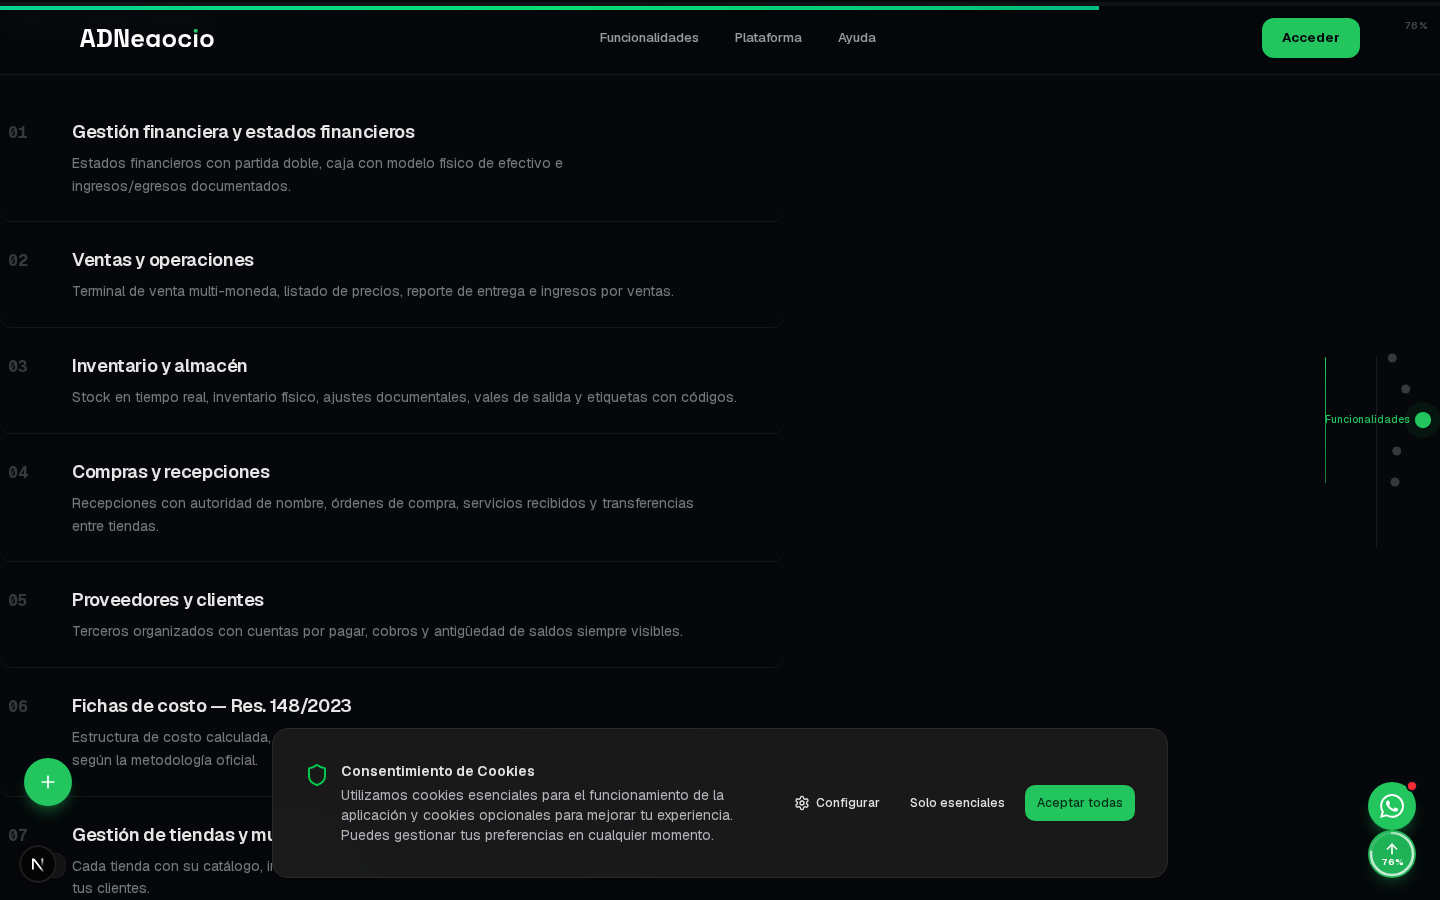 ADNegocio
Funcionalidades
Plataforma
Ayuda
Acceder
76%
01
Gestión financiera y estados financieros
Estados financieros con partida doble, caja con modelo físico de efectivo e
ingresos/egresos documentados.
02
Ventas y operaciones
Terminal de venta multi-moneda, listado de precios, reporte de entrega e ingresos por ventas.
03
Inventario y almacén
Stock en tiempo real, inventario físico, ajustes documentales, vales de salida y etiquetas con códigos.
Funcionalidades
04
Compras y recepciones
Recepciones con autoridad de nombre, órdenes de compra, servicios recibidos y transferencias
entre tiendas.
05
Proveedores y clientes
Terceros organizados con cuentas por pagar, cobros y antigüedad de saldos siempre visibles.
06
Fichas de costo — Res. 148/2023
Estructura de costo calculada,
según la metodología oficial.
07
Gestión de tiendas y mu
Cada tienda con su catálogo, in
tus clientes.
Consentimiento de Cookies
Utilizamos cookies esenciales para el funcionamiento de la
aplicación y cookies opcionales para mejorar tu experiencia.
Puedes gestionar tus preferencias en cualquier momento.
Configurar
Solo esenciales
Aceptar todas
N
76%